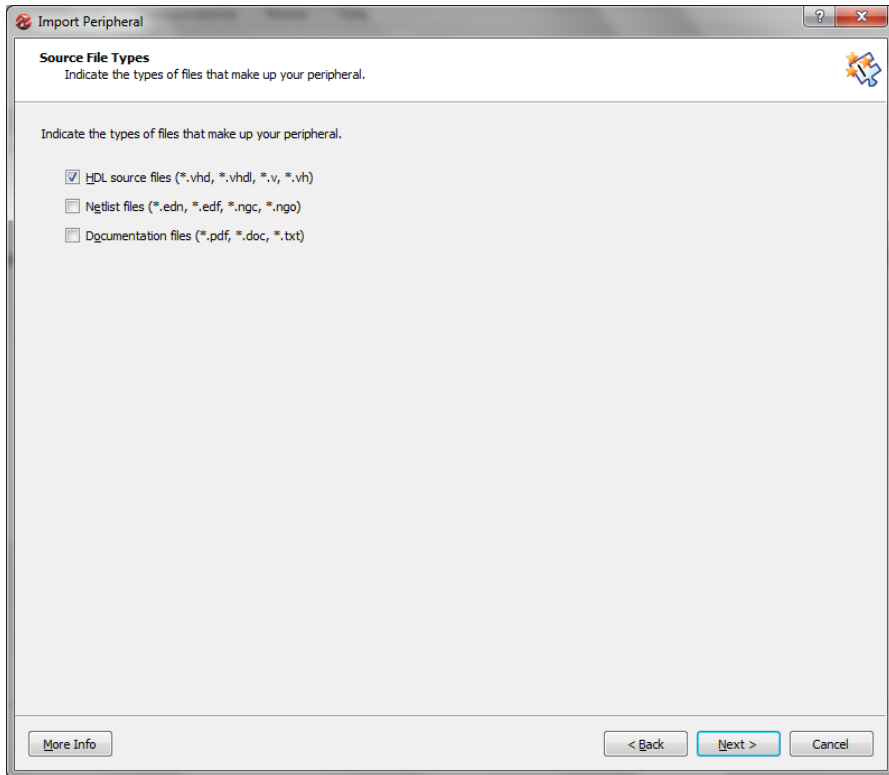 Import Peripheral
Source File Types
Indicate the types of files that make up your peripheral.
Indicate the types of files that make up your peripheral.
HDL source files (*.vhd, *.vhdl, *.v, *.vh)
Netlist files (*.edn, *.edf, *.ngc, *.ngo)
Documentation files (*.pdf, *.doc, *.txt)
More Info < Back Next > Cancel